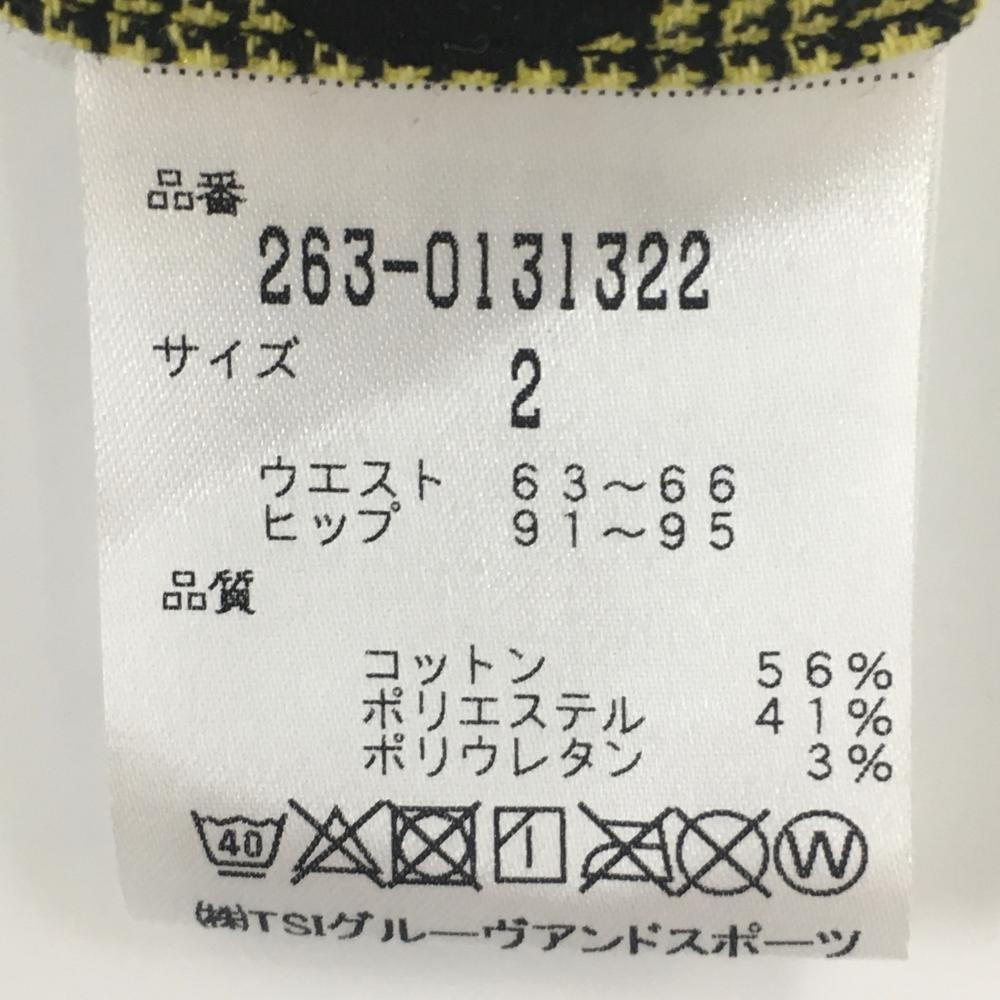 品番
263-0131322
サイズ
2
ウエスト 63～66
ヒップ 91～95
品質
コットン 56%
ポリエステル 41%
ポリウレタン 3%
40 W
㈱TSIグルーヴアンドスポーツ